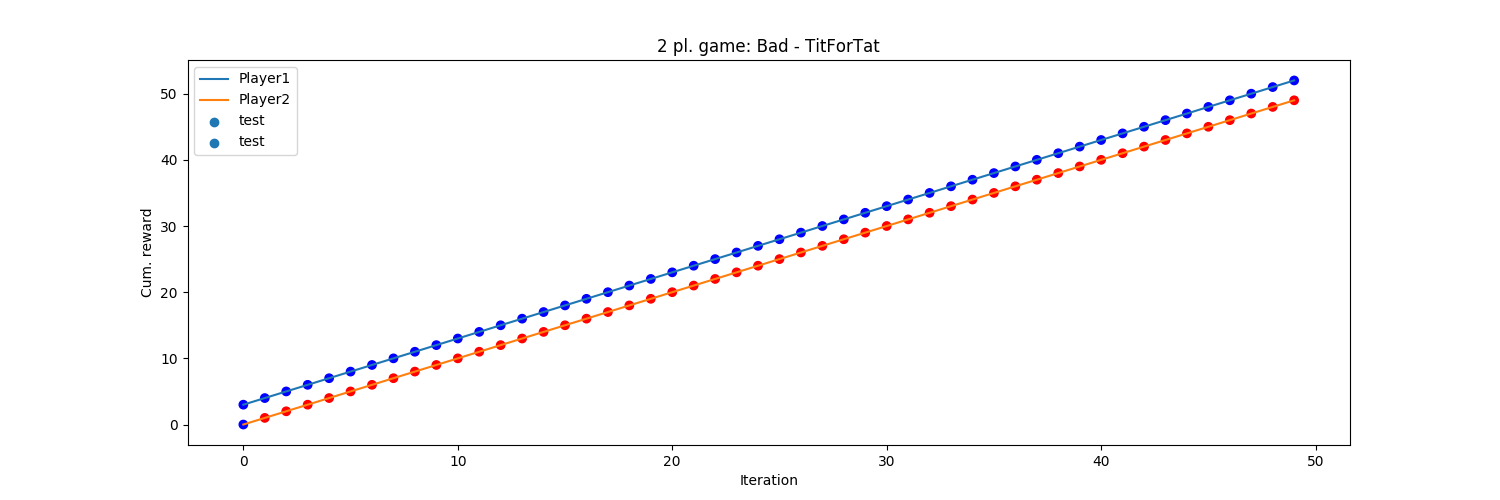 2 pl. game: Bad - TitForTat
Player1
Player2
test
test
50
40
30
20
10
0
Cum. reward
0 10 20 30 40 50
Iteration